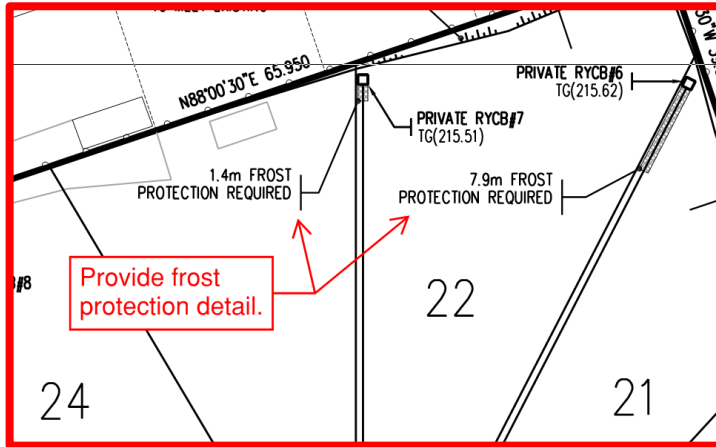 N88°00'30"E 65.950
PRIVATE RYCB#6
TG(215.62)
PRIVATE RYCB#7
TG(215.51)
1.4m FROST
PROTECTION REQUIRED
7.9m FROST
PROTECTION REQUIRED
Provide frost
protection detail.
#8
22
24
21